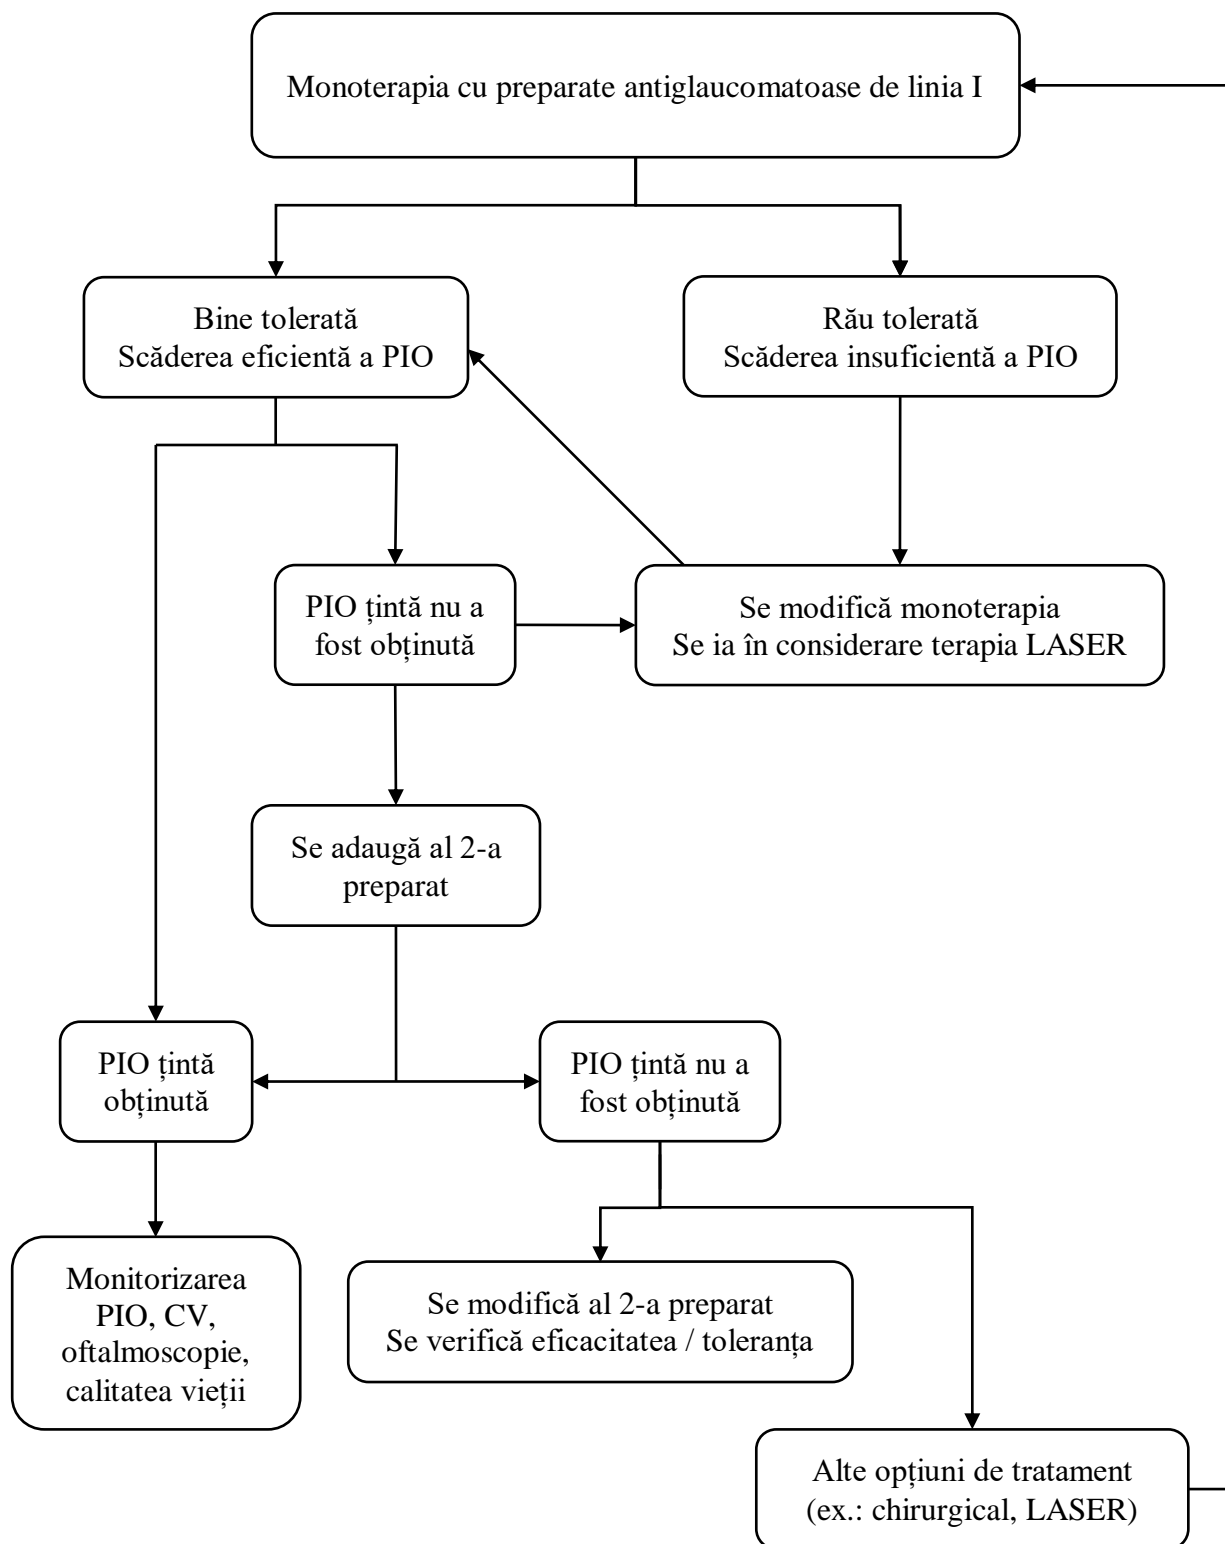 Monoterapia cu preparate antiglaucomatoase de linia I
Bine tolerată
Scăderea eficientă a PIO
Rău tolerată
Scăderea insuficientă a PIO
PIO țintă nu a
fost obținută
Se modifică monoterapia
Se ia în considerare terapia LASER
Se adaugă al 2-a
preparat
PIO țintă
obținută
PIO țintă nu a
fost obținută
Monitorizarea
PIO, CV,
oftalmoscopie,
calitatea vieții
Se modifică al 2-a preparat
Se verifică eficacitatea / toleranța
Alte opțiuni de tratament
(ex.: chirurgical, LASER)